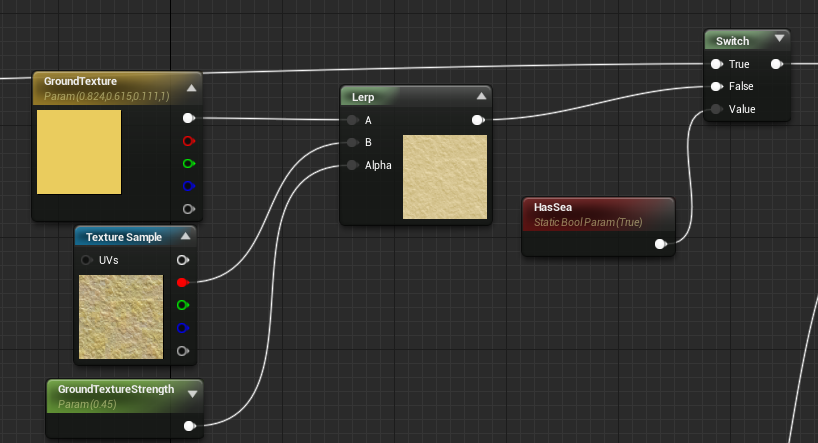 Switch
True
False
Value
GroundTexture
Param(0.824,0.615,0.111,1)
Lerp
A
B
Alpha
HasSea
Static Bool Param(True)
Texture Sample
UVs
GroundTextureStrength
Param(0.45)